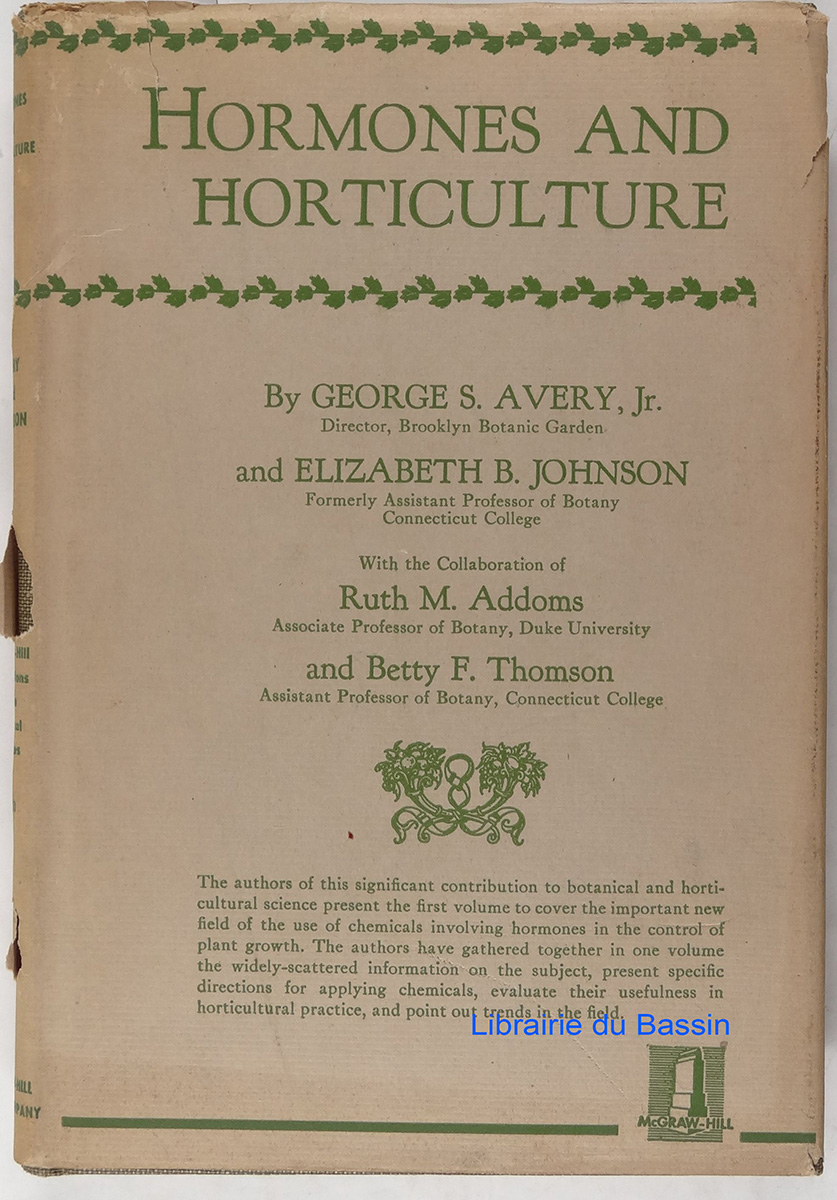 HORMONES AND
HORTICULTURE
By GEORGE S. AVERY, Jr.
Director, Brooklyn Botanic Garden
and ELIZABETH B. JOHNSON
Formerly Assistant Professor of Botany
Connecticut College
With the Collaboration of
Ruth M. Addoms
Associate Professor of Botany, Duke University
and Betty F. Thomson
Assistant Professor of Botany, Connecticut College
The authors of this significant contribution to botanical and horti-
cultural science present the first volume to cover the important new
field of the use of chemicals involving hormones in the control of
plant growth. The authors have gathered together in one volume
the widely-scattered information on the subject, present specific
directions for applying chemicals, evaluate their usefulness in
horticultural practice, and point out trends in the field.
Librairie du Bassin
McGRAW-HILL